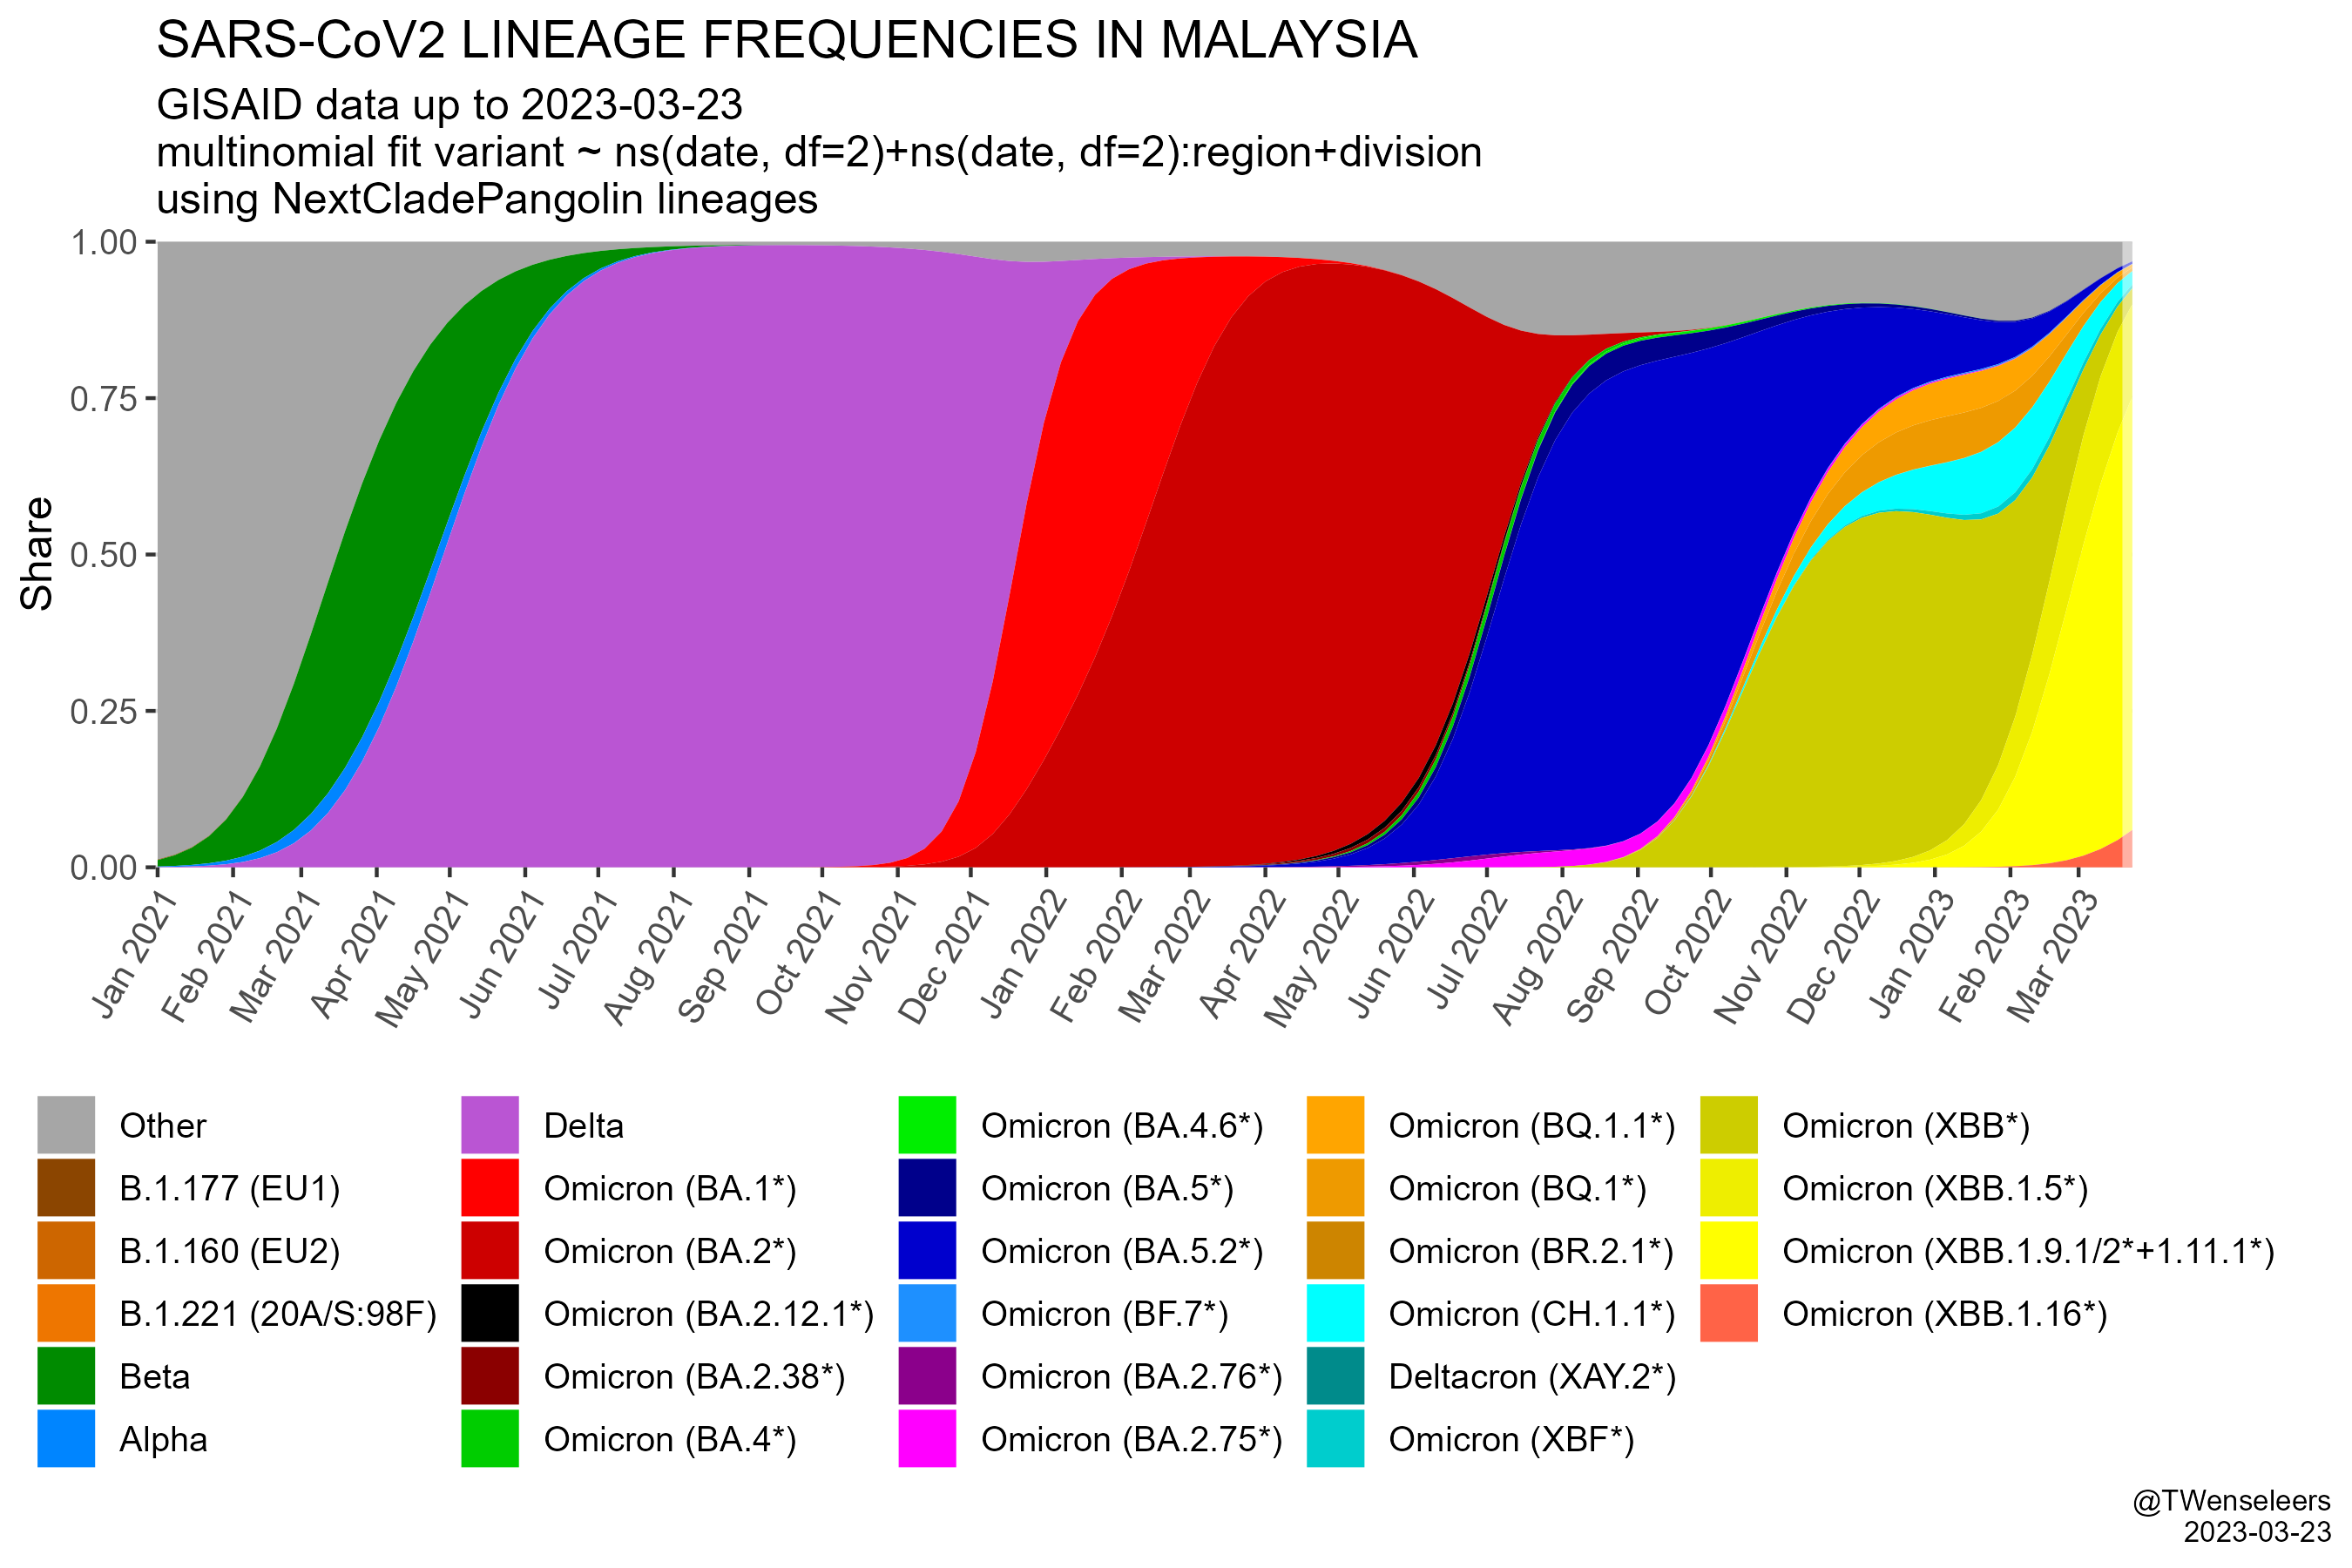 SARS-CoV2 LINEAGE FREQUENCIES IN MALAYSIA
GISAID data up to 2023-03-23
multinomial fit variant ~ ns(date, df=2)+ns(date, df=2):region+division
using NextCladePangolin lineages
1.00
0.75
0.50
0.25
0.00
Share
Jan 2021
Feb 2021
Mar 2021
Apr 2021
May 2021
Jun 2021
Jul 2021
Aug 2021
Sep 2021
Oct 2021
Nov 2021
Dec 2021
Jan 2022
Feb 2022
Mar 2022
Apr 2022
May 2022
Jun 2022
Jul 2022
Aug 2022
Sep 2022
Oct 2022
Nov 2022
Dec 2022
Jan 2023
Feb 2023
Mar 2023
Other
B.1.177 (EU1)
B.1.160 (EU2)
B.1.221 (20A/S:98F)
Beta
Alpha
Delta
Omicron (BA.1*)
Omicron (BA.2*)
Omicron (BA.2.12.1*)
Omicron (BA.2.38*)
Omicron (BA.4*)
Omicron (BA.4.6*)
Omicron (BA.5*)
Omicron (BA.5.2*)
Omicron (BF.7*)
Omicron (BA.2.76*)
Omicron (BA.2.75*)
Omicron (BQ.1.1*)
Omicron (BQ.1*)
Omicron (BR.2.1*)
Omicron (CH.1.1*)
Deltacron (XAY.2*)
Omicron (XBF*)
Omicron (XBB*)
Omicron (XBB.1.5*)
Omicron (XBB.1.9.1/2*+1.11.1*)
Omicron (XBB.1.16*)
@TWenseleers
2023-03-23